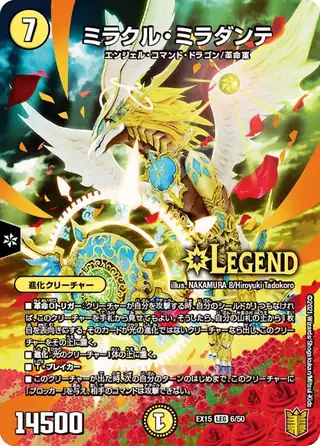 7
ミラクル・ミラダンテ
エンジェル・コマンド・ドラゴン/革命軍
LEGEND
illus. NAKAMURA 8/Hiroyuki Tadokoro
進化クリーチャー
■革命0トリガー:クリーチャーが自分を攻撃する時、自分のシールドが1つもなけ
れば、このクリーチャーを手札から見せてもよい。そうしたら、自分の山札の上から1
枚目を表向きにする。そのカードが光の進化ではないクリーチャーなら出し、このクリー
チャーをその上に置く。
■進化:光のクリーチャー1体の上に置く。
■T・ブレイカー
■このクリーチャーが出た時、次の自分のターンのはじめまで、このクリーチャーに
「ブロッカー」を与え、相手のコマンドは攻撃できない。
14500
1
EX15 LEG 6/50
©2021 Wizards/Shogakukan/Mitsui-Kids